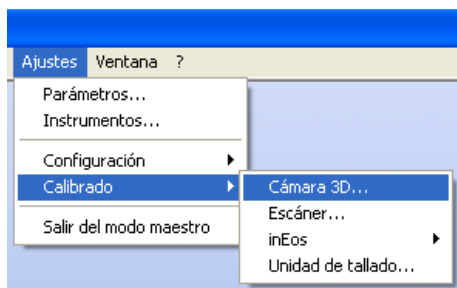 Ajustes Ventana ?
Parámetros...
Instrumentos...
Configuración
Calibrado
Salir del modo maestro
Cámara 3D...
Escáner...
inEos
Unidad de tallado...